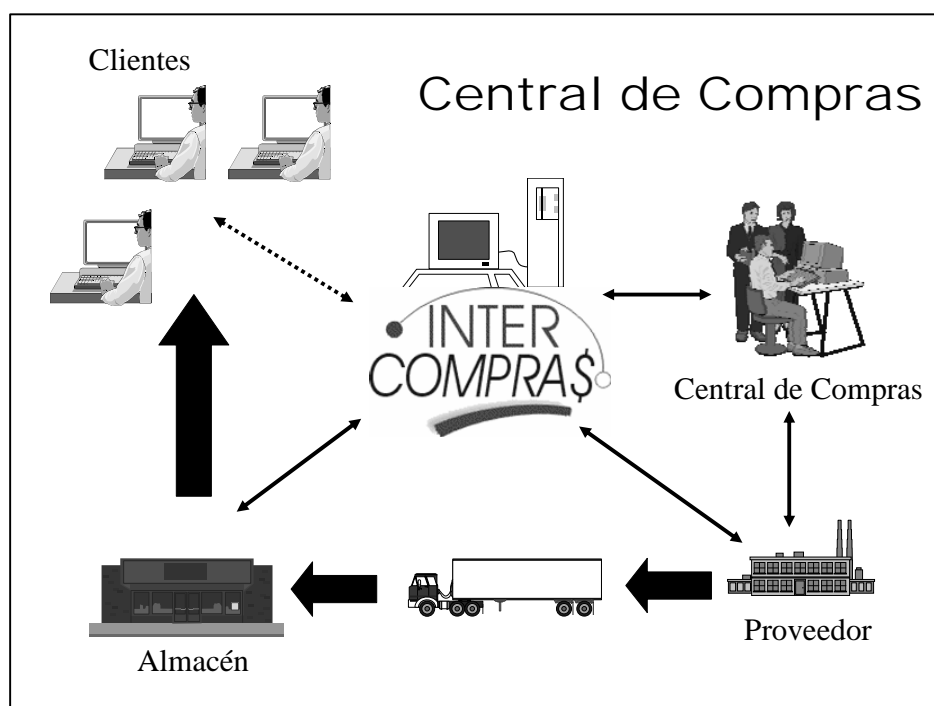 Clientes
Central de Compras
INTER
COMPRA$
Central de Compras
Proveedor
Almacén